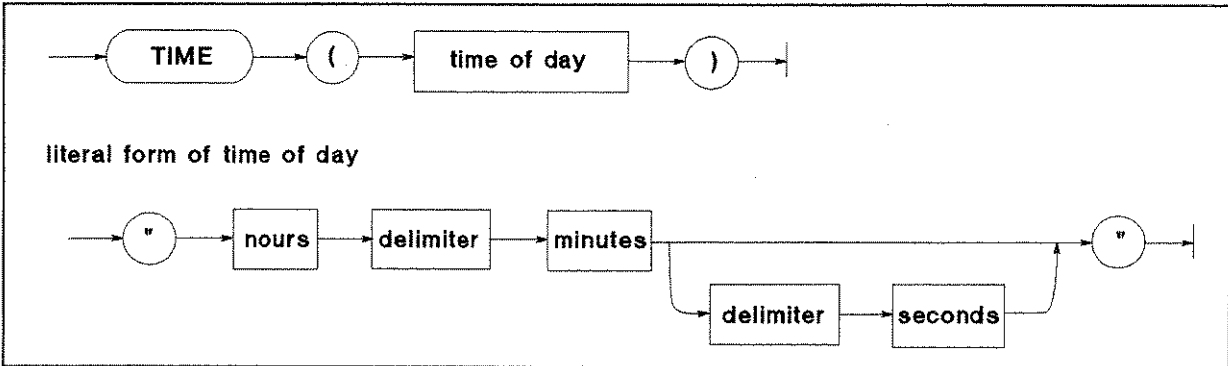 TIME ( time of day )
literal form of time of day
" nours delimiter minutes "
delimiter seconds